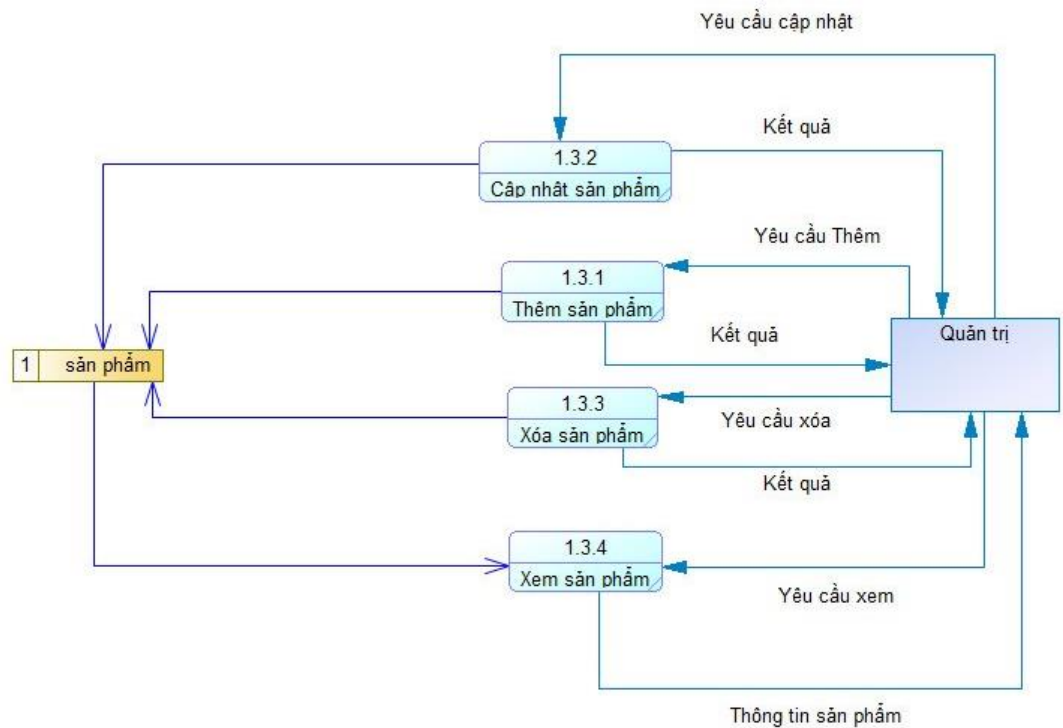 Yêu cầu cập nhật
Kết quả
1.3.2
Câp nhât sản phẩm
Yêu cầu Thêm
1.3.1
Thêm sản phẩm
Kết quả
Quản trị
1 sản phẩm
1.3.3
Xóa sản phẩm
Yêu cầu xóa
Kết quả
1.3.4
Xem sản phẩm
Yêu cầu xem
Thông tin sản phẩm